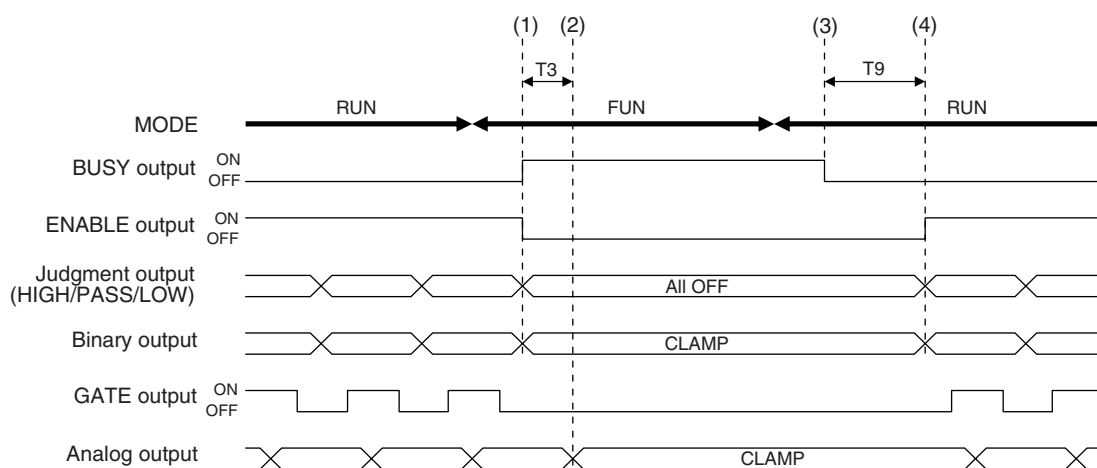 (1) (2) (3) (4)
T3 T9
RUN FUN RUN
MODE
BUSY output ON
OFF
ENABLE output ON
OFF
Judgment output
(HIGH/PASS/LOW)
All OFF
Binary output CLAMP
GATE output ON
OFF
Analog output CLAMP